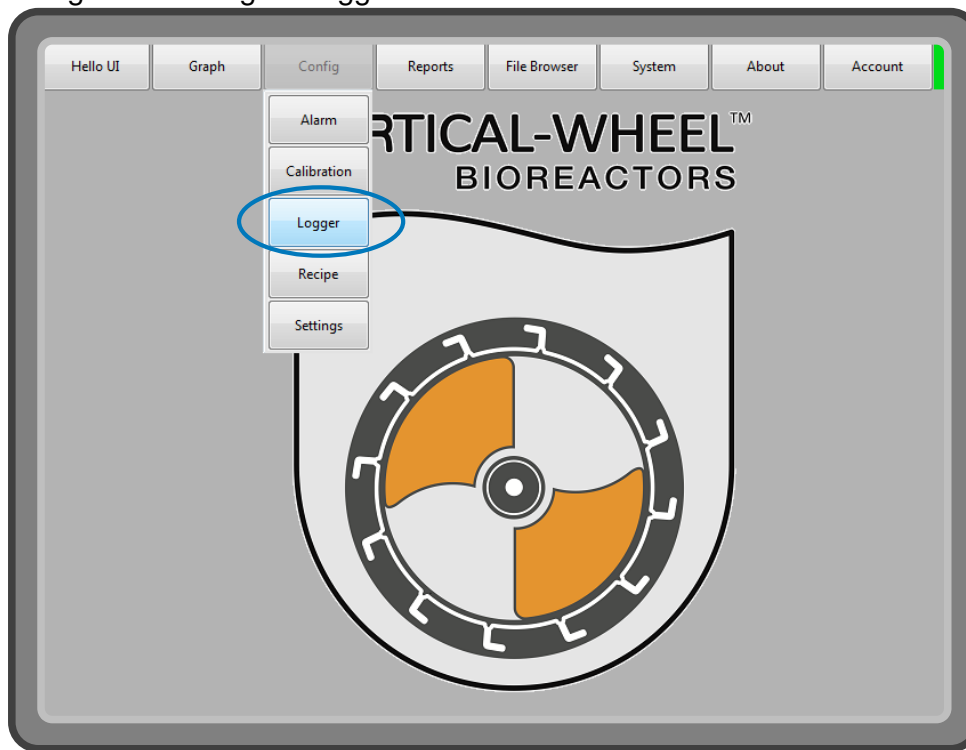 Hello UI Graph Config Reports File Browser System About Account
Alarm
Calibration
Logger
Recipe
Settings
RTICAL-WHEEL™
BIOREACTORS